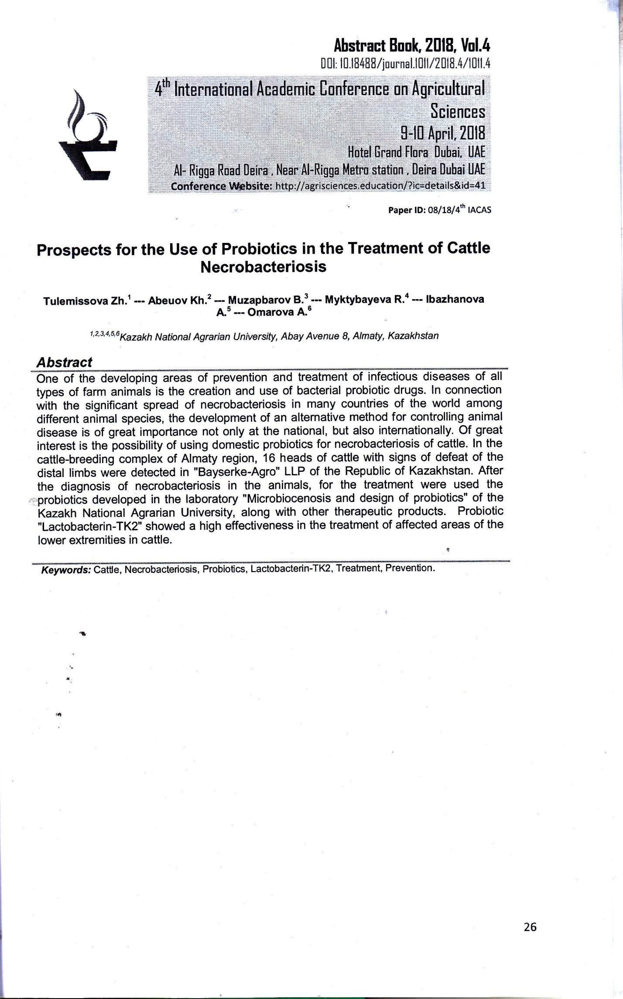 Abstract Book, 2018, Vol.4
DOI: 10.18488/journal.1011/2018.4/1011.4
4th International Academic Conference on Agricultural
Sciences
9-10 April, 2018
Hotel Grand Flora Dubai, UAE
Al- Rigga Road Deira , Near Al-Rigga Metro station , Deira Dubai UAE
Conference Website: http://agrisciences.education/?ic=details&id=41
Paper ID: 08/18/4th IACAS
Prospects for the Use of Probiotics in the Treatment of Cattle
Necrobacteriosis
Tulemissova Zh.1 --- Abeuov Kh.2 --- Muzapbarov B.3 --- Myktybayeva R.4 --- Ibazhanova
A.5 --- Omarova A.6
1,2,3,4,5,6Kazakh National Agrarian University, Abay Avenue 8, Almaty, Kazakhstan
Abstract
One of the developing areas of prevention and treatment of infectious diseases of all
types of farm animals is the creation and use of bacterial probiotic drugs. In connection
with the significant spread of necrobacteriosis in many countries of the world among
different animal species, the development of an alternative method for controlling animal
disease is of great importance not only at the national, but also internationally. Of great
interest is the possibility of using domestic probiotics for necrobacteriosis of cattle. In the
cattle-breeding complex of Almaty region, 16 heads of cattle with signs of defeat of the
distal limbs were detected in "Bayserke-Agro" LLP of the Republic of Kazakhstan. After
the diagnosis of necrobacteriosis in the animals, for the treatment were used the
probiotics developed in the laboratory "Microbiocenosis and design of probiotics" of the
Kazakh National Agrarian University, along with other therapeutic products. Probiotic
"Lactobacterin-TK2" showed a high effectiveness in the treatment of affected areas of the
lower extremities in cattle.
Keywords: Cattle, Necrobacteriosis, Probiotics, Lactobacterin-TK2, Treatment, Prevention.
26